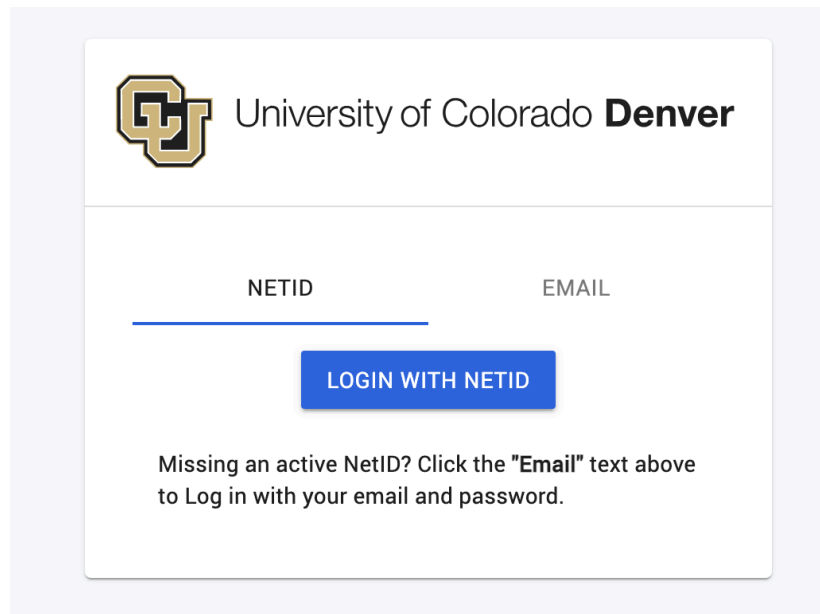 CU University of Colorado Denver
NETID EMAIL
LOGIN WITH NETID
Missing an active NetID? Click the "Email" text above
to Log in with your email and password.